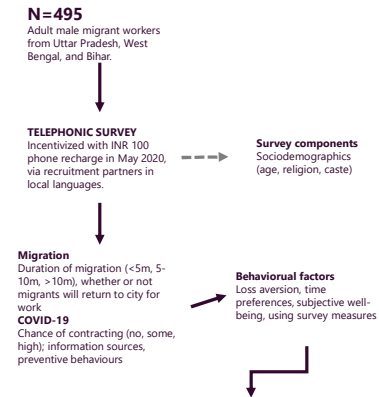 N=495
Adult male migrant workers
from Uttar Pradesh, West
Bengal, and Bihar.
TELEPHONIC SURVEY
Incentivized with INR 100
phone recharge in May 2020,
via recruitment partners in
local languages.
Survey components
Sociodemographics
(age, religion, caste)
Migration
Duration of migration (<5m, 5-
10m, >10m), whether or not
migrants will return to city for
work
COVID-19
Chance of contracting (no, some,
high); information sources,
preventive behaviours
Behaviorual factors
Loss aversion, time
preferences, subjective well-
being, using survey measures